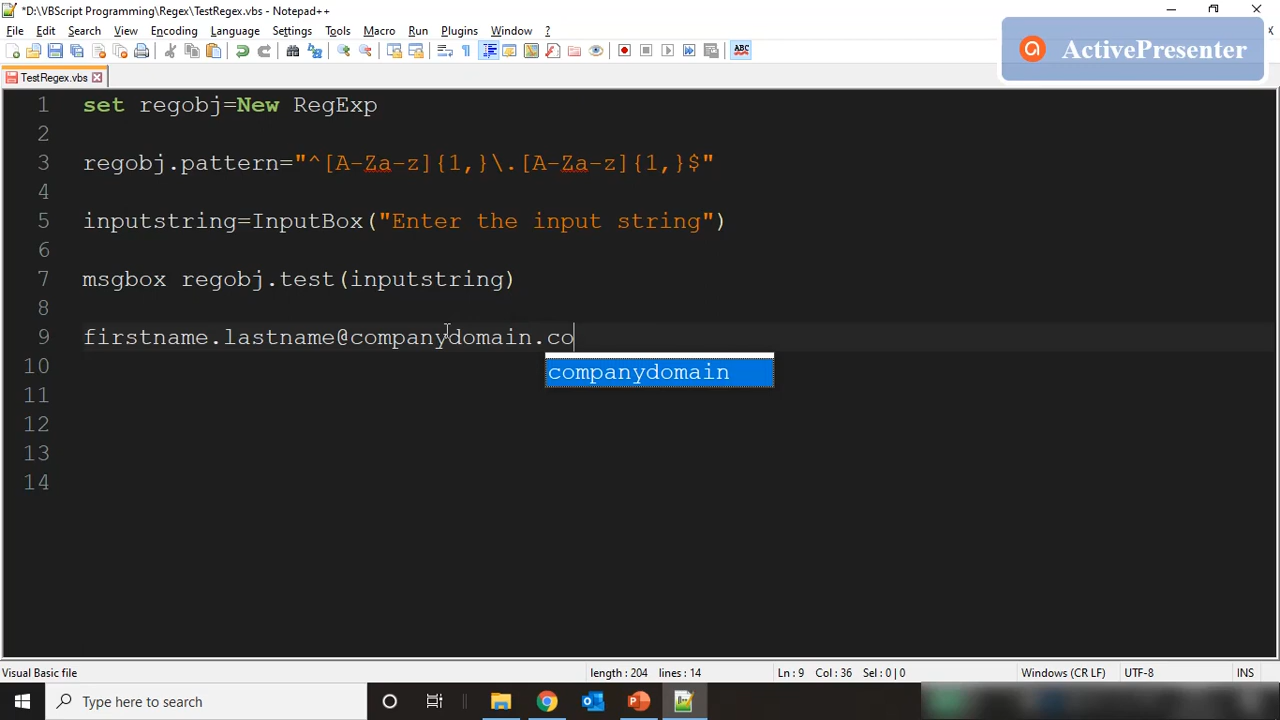 *D:\VBScript Programming\Regex\TestRegex.vbs - Notepad++
File Edit Search View Encoding Language Settings Tools Macro Run Plugins Window ?
ActivePresenter
TestRegex.vbs
1 set regobj=New RegExp
2
3 regobj.pattern="^[A-Za-z]{1,}\.[A-Za-z]{1,}$"
4
5 inputstring=InputBox("Enter the input string")
6
7 msgbox regobj.test(inputstring)
8
9 firstname.lastname@companydomain.co
companydomain
10
11
12
13
14
Visual Basic file length : 204 lines : 14 Ln : 9 Col : 36 Sel : 0 | 0 Windows (CR LF) UTF-8 INS
Type here to search